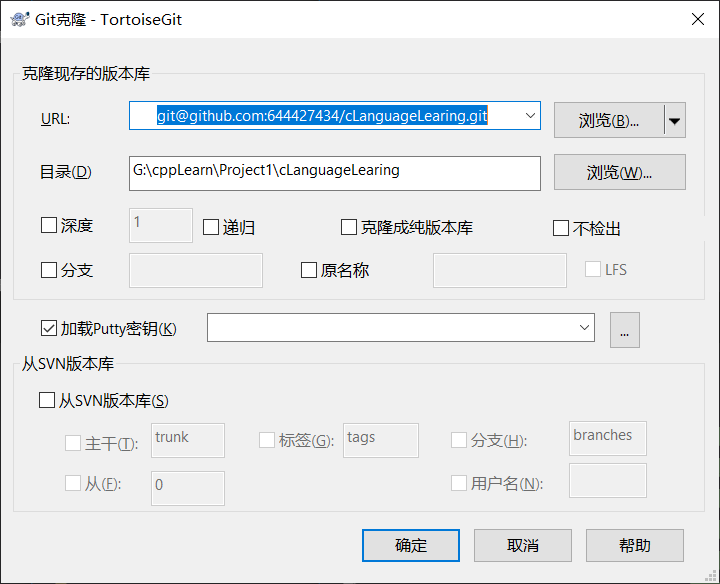 Git克隆 - TortoiseGit
克隆现存的版本库
URL: git@github.com:644427434/cLanguageLearing.git 浏览(B)...
目录(D) G:\cppLearn\Project1\cLanguageLearing 浏览(W)...
深度 1 递归 克隆成纯版本库 不检出
分支 原名称 LFS
加载Putty密钥(K) ...
从SVN版本库
从SVN版本库(S)
主干(T): trunk 标签(G): tags 分支(H): branches
从(F): 0 用户名(N):
确定 取消 帮助